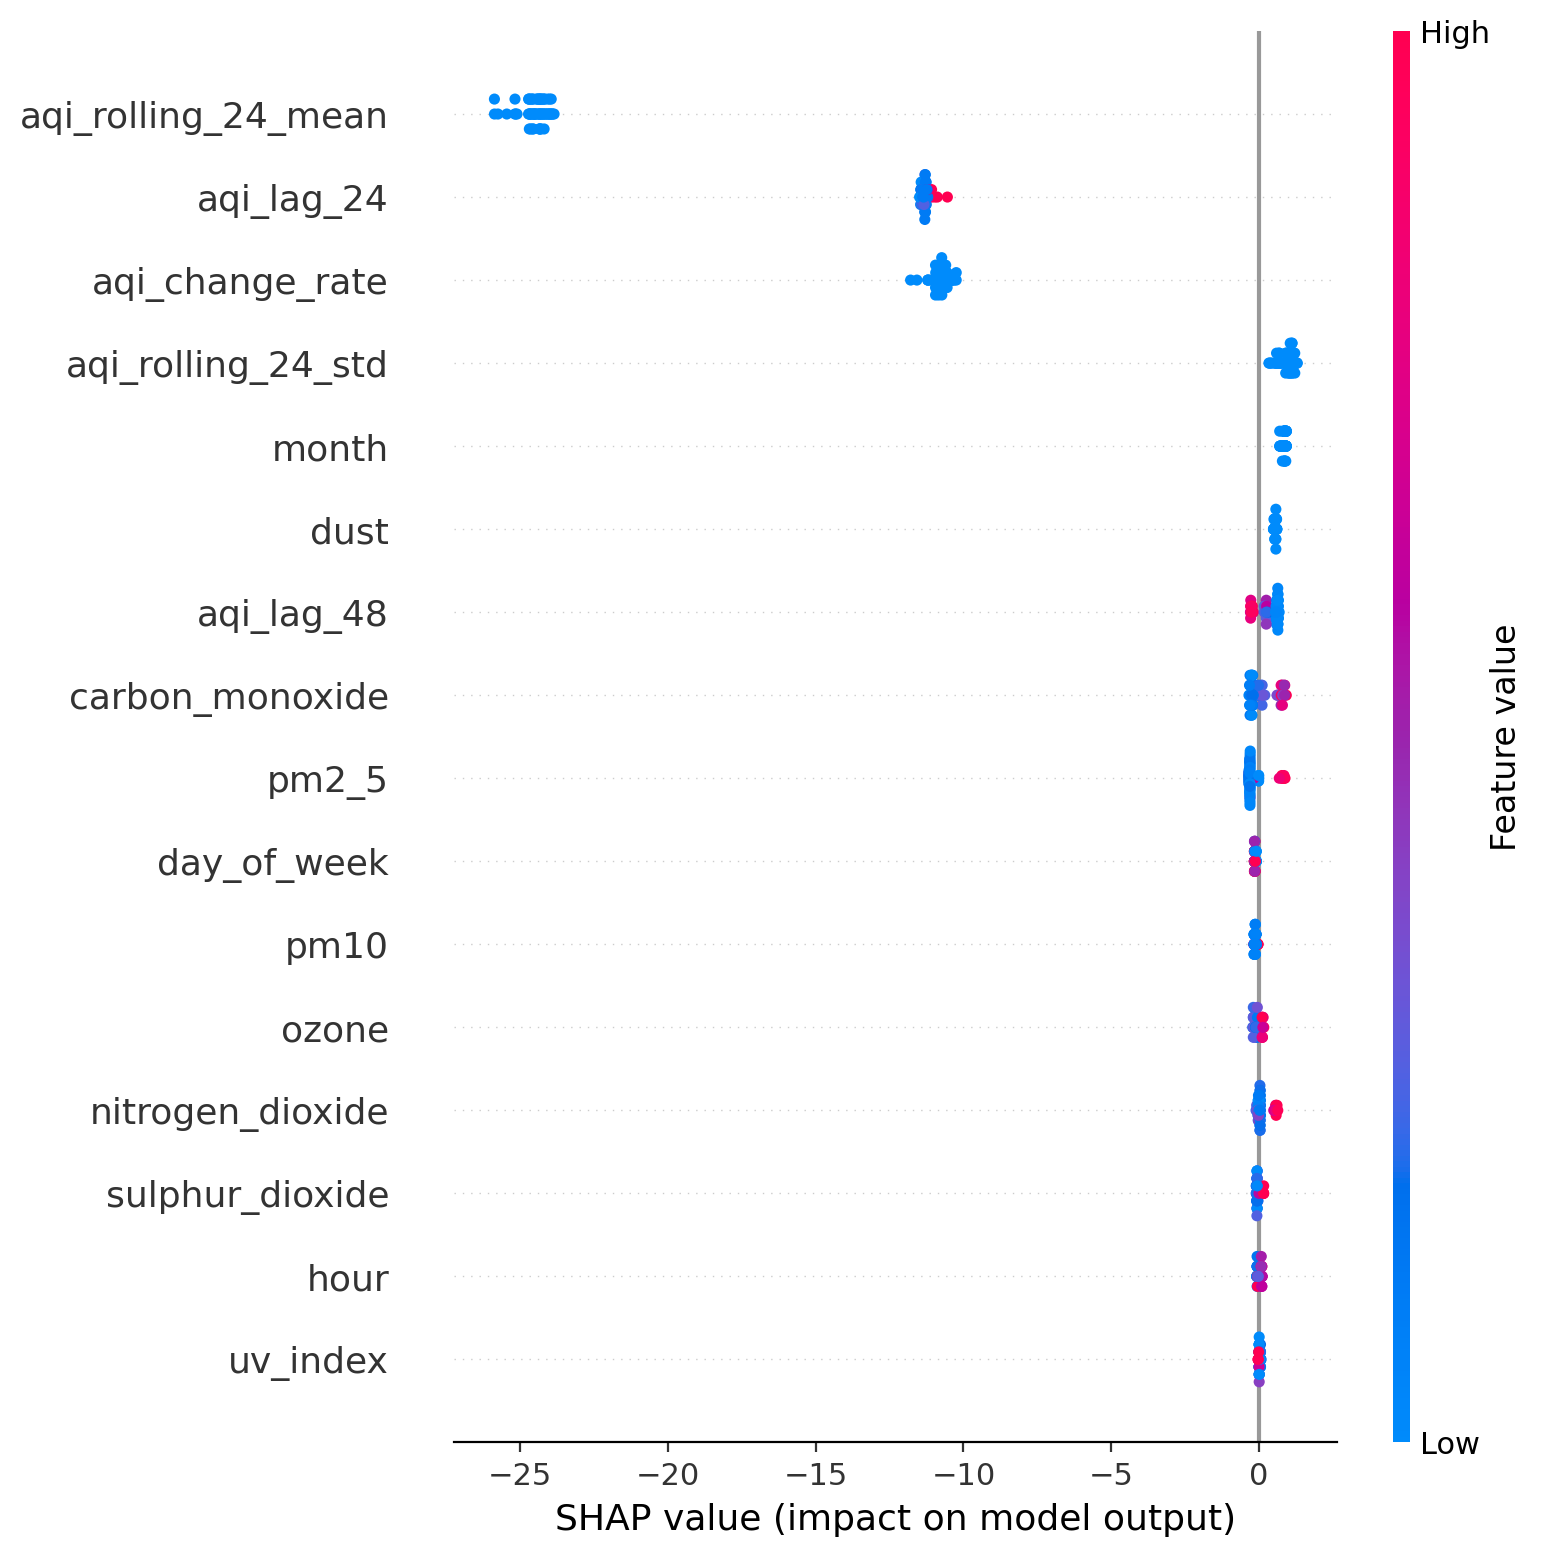 High
aqi_rolling_24_mean
aqi_lag_24
aqi_change_rate
aqi_rolling_24_std
month
dust
aqi_lag_48
carbon_monoxide
pm2_5
day_of_week
pm10
ozone
nitrogen_dioxide
sulphur_dioxide
hour
uv_index
Feature value
Low
−25 −20 −15 −10 −5 0
SHAP value (impact on model output)